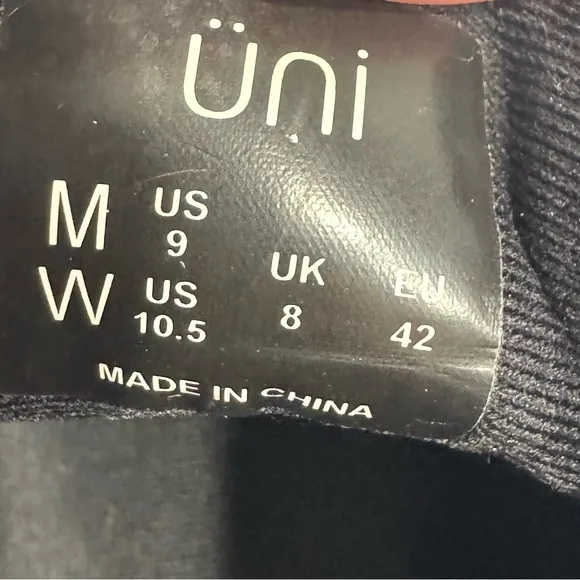 üni
M US 9
W US 10.5
UK 8
EU 42
MADE IN CHINA